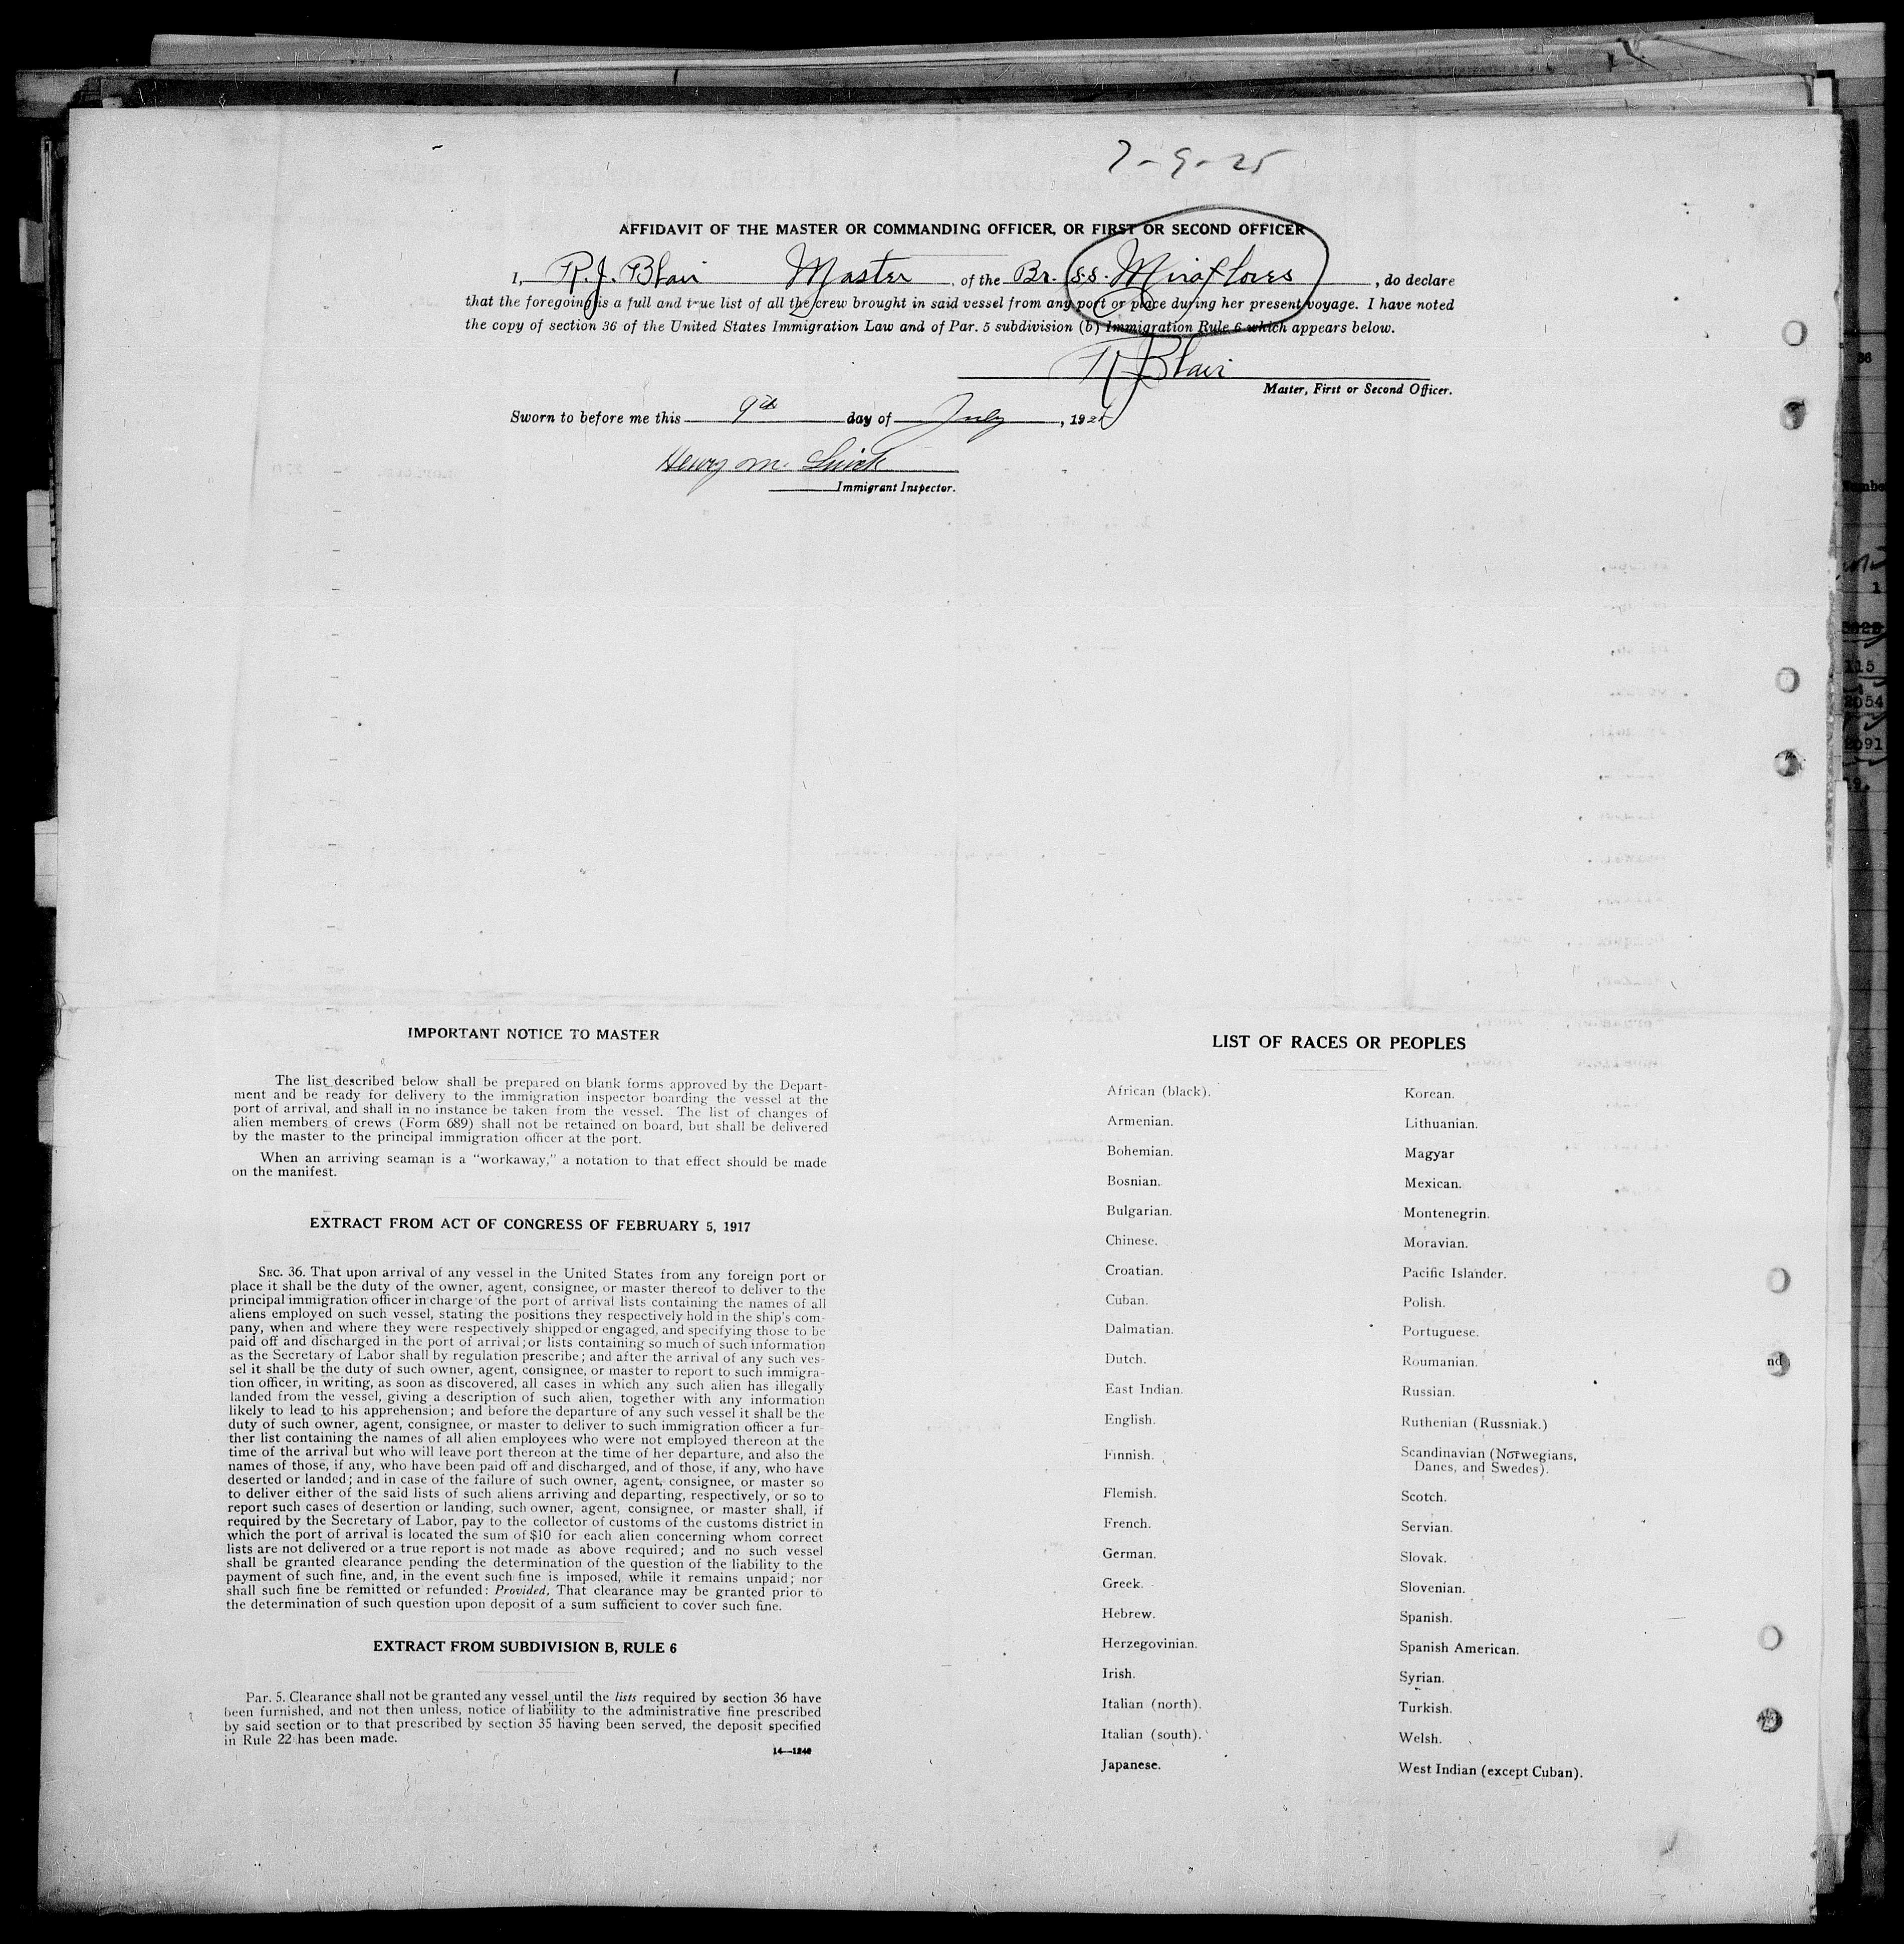 7-9-25
AFFIDAVIT OF THE MASTER OR COMMANDING OFFICER, OR FIRST OR SECOND OFFICER
I, R. J. Blair Master, of the Br. S.S. Miraflores, do declare
that the foregoing is a full and true list of all the crew brought in said vessel from any port or place during her present voyage. I have noted
the copy of section 36 of the United States Immigration Law and of Par. 5 subdivision (b) Immigration Rule 6 which appears below.
R J Blair
Master, First or Second Officer.
Sworn to before me this 9th day of July, 192
Henry M.
Immigrant Inspector.
36
Numbe
1
115
2054
2091
19.
IMPORTANT NOTICE TO MASTER
The list described below shall be prepared on blank forms approved by the Depart-
ment and be ready for delivery to the immigration inspector boarding the vessel at the
port of arrival, and shall in no instance be taken from the vessel. The list of changes of
alien members of crews (Form 689) shall not be retained on board, but shall be delivered
by the master to the principal immigration officer at the port.
When an arriving seaman is a "workaway," a notation to that effect should be made
on the manifest.
EXTRACT FROM ACT OF CONGRESS OF FEBRUARY 5, 1917
SEC. 36. That upon arrival of any vessel in the United States from any foreign port or
place it shall be the duty of the owner, agent, consignee, or master thereof to deliver to the
principal immigration officer in charge of the port of arrival lists containing the names of all
aliens employed on such vessel, stating the positions they respectively hold in the ship's com-
pany, when and where they were respectively shipped or engaged, and specifying those to be
paid off and discharged in the port of arrival; or lists containing so much of such information
as the Secretary of Labor shall by regulation prescribe; and after the arrival of any such ves-
sel it shall be the duty of such owner, agent, consignee, or master to report to such immigra-
tion officer, in writing, as soon as discovered, all cases in which any such alien has illegally
landed from the vessel, giving a description of such alien, together with any information
likely to lead to his apprehension; and before the departure of any such vessel it shall be the
duty of such owner, agent, consignee, or master to deliver to such immigration officer a fur-
ther list containing the names of all alien employees who were not employed thereon at the
time of the arrival but who will leave port thereon at the time of her departure, and also the
names of those, if any, who have been paid off and discharged, and of those, if any, who have
deserted or landed; and in case of the failure of such owner, agent, consignee, or master so
to deliver either of the said lists of such aliens arriving and departing, respectively, or so to
report such cases of desertion or landing, such owner, agent, consignee, or master shall, if
required by the Secretary of Labor, pay to the collector of customs of the customs district in
which the port of arrival is located the sum of $10 for each alien concerning whom correct
lists are not delivered or a true report is not made as above required; and no such vessel
shall be granted clearance pending the determination of the question of the liability to the
payment of such fine, and, in the event such fine is imposed, while it remains unpaid; nor
shall such fine be remitted or refunded: Provided, That clearance may be granted prior to
the determination of such question upon deposit of a sum sufficient to cover such fine.
EXTRACT FROM SUBDIVISION B, RULE 6
Par. 5. Clearance shall not be granted any vessel until the lists required by section 36 have
been furnished, and not then unless, notice of liability to the administrative fine prescribed
by said section or to that prescribed by section 35 having been served, the deposit specified
in Rule 22 has been made.
14—1240
LIST OF RACES OR PEOPLES
African (black).
Armenian.
Bohemian.
Bosnian.
Bulgarian.
Chinese.
Croatian.
Cuban.
Dalmatian.
Dutch.
East Indian.
English.
Finnish.
Flemish.
French.
German.
Greek.
Hebrew.
Herzegovinian.
Irish.
Italian (north).
Italian (south).
Japanese.
Korean.
Lithuanian.
Magyar
Mexican.
Montenegrin.
Moravian.
Pacific Islander.
Polish.
Portuguese.
Roumanian.
Russian.
Ruthenian (Russniak.)
Scandinavian (Norwegians,
Danes, and Swedes).
Scotch.
Servian.
Slovak.
Slovenian.
Spanish.
Spanish American.
Syrian.
Turkish.
Welsh.
West Indian (except Cuban).
nd